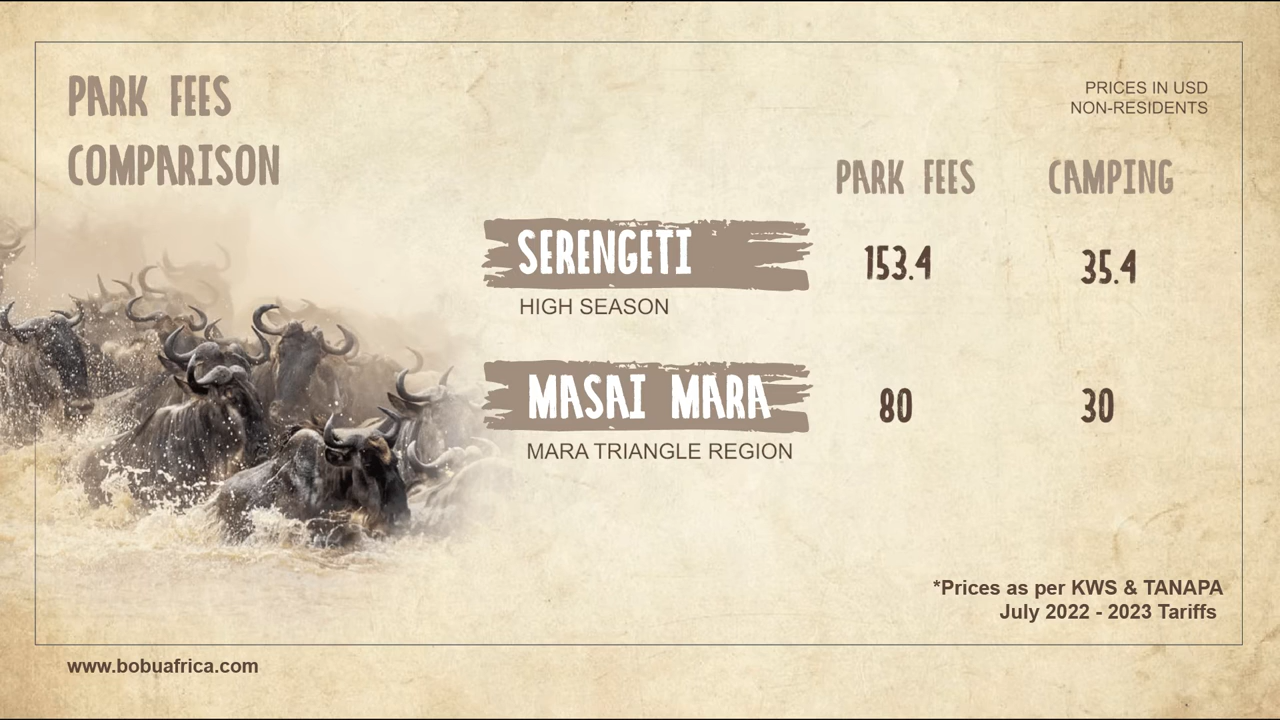 PARK FEES
COMPARISON
PRICES IN USD
NON-RESIDENTS
PARK FEES CAMPING
SERENGETI 153.4 35.4
HIGH SEASON
MASAI MARA 80 30
MARA TRIANGLE REGION
*Prices as per KWS & TANAPA
July 2022 - 2023 Tariffs
www.bobuafrica.com